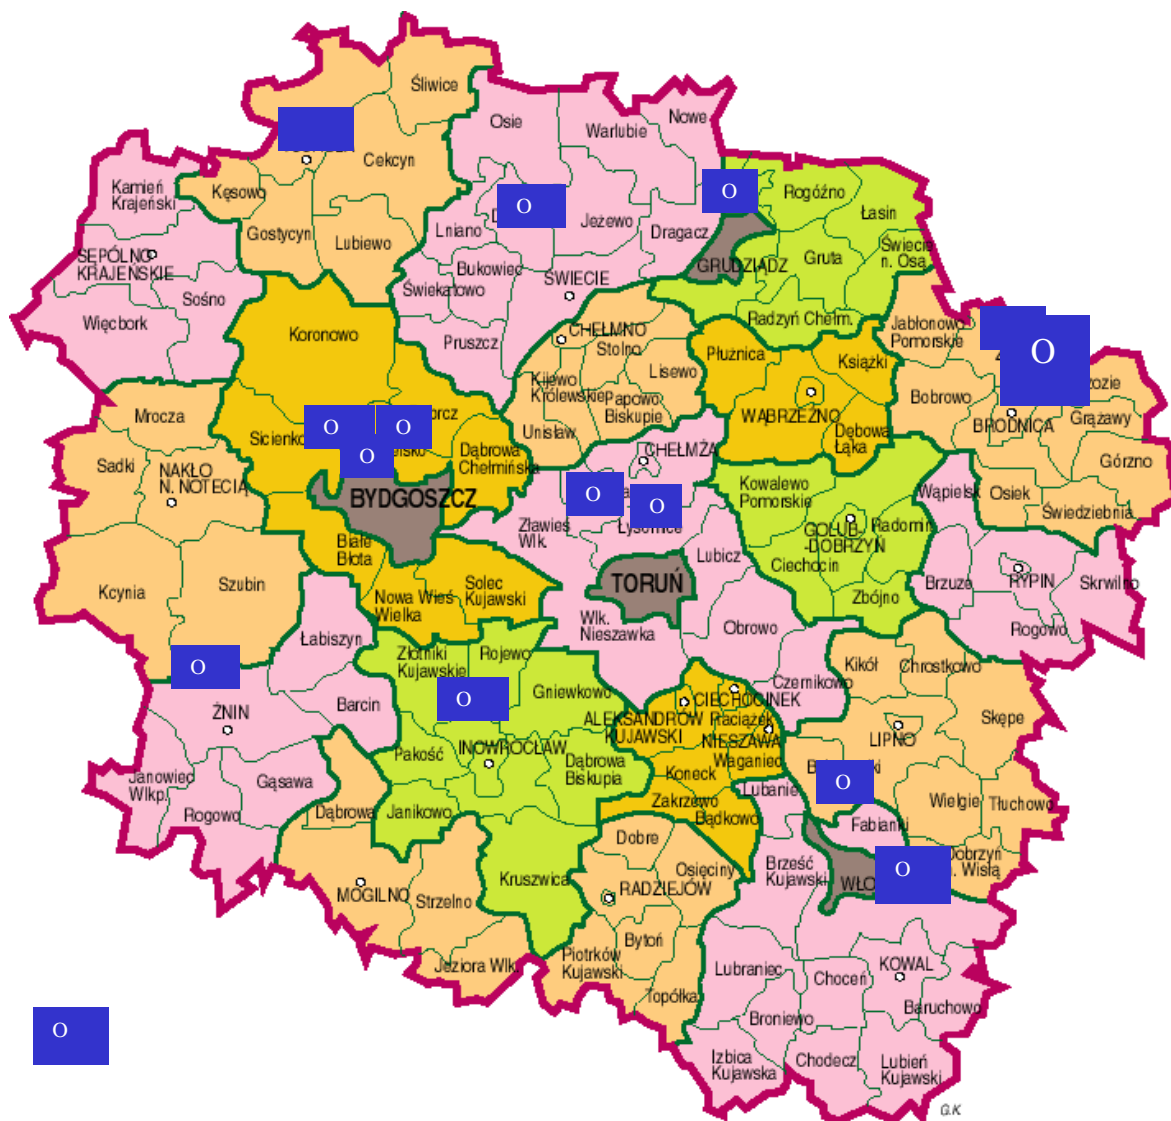 Śliwice
Osie
Warlubie
Nowe
Cekcyn
Kamień
Krajeński
Kęsowo
Rogóźno
Łasin
Gostycyn
Lubiewo
Lniano
Jeżewo
Dragacz
SĘPÓLNO
KRAJEŃSKIE
Bukowiec
ŚWIECIE
GRUDZIĄDZ
Gruta
Świecie
n. Osą
Sośno
Świekatowo
Więcbork
Koronowo
Pruszcz
CHEŁMNO
Stolno
Radzyń Chełm.
Jabłonowo
Pomorskie
Płużnica
Książki
Lisewo
Kijewo
Królewskie
Papowo
Biskupie
WĄBRZEŹNO
Bobrowo
BRODNICA
Grążawy
Mrocza
Unisław
Dębowa
Łąka
Sadki
NAKŁO
N. NOTECIĄ
Dąbrowa
Chełmińska
CHEŁMŻA
Górzno
Kowalewo
Pomorskie
Wąpielsk
Osiek
Świedziebnia
BYDGOSZCZ
Zławieś
Wlk.
GOLUB-
-DOBRZYŃ
Radomin
Białe
Błota
Lubicz
Ciechocin
Kcynia
Szubin
Nowa Wieś
Wielka
Solec
Kujawski
TORUŃ
Brzuze
RYPIN
Skrwilno
Zbójno
Rogowo
Łabiszyn
Wlk.
Nieszawka
Obrowo
Złotniki
Kujawskie
Rojewo
Kikół
Chrostkowo
Gniewkowo
Czernikowo
Barcin
CIECHOCINEK
ŻNIN
ALEKSANDRÓW
KUJAWSKI
Raciążek
NIESZAWA
Waganiec
Skępe
LIPNO
Pakość
INOWROCŁAW
Dąbrowa
Biskupia
Koneck
Janowiec
Wlkp.
Gąsawa
Lubanie
Rogowo
Dąbrowa
Janikowo
Zakrzewo
Bądkowo
Wielgie
Tłuchowo
Dobre
Fabianki
Osięciny
Brześć
Kujawski
Kruszwica
RADZIEJÓW
MOGILNO
Strzelno
Bytoń
Piotrków
Kujawski
Jeziora Wlk.
Lubraniec
Choceń
KOWAL
Topólka
Baruchowo
Broniewo
Izbica
Kujawska
Chodecz
Lubień
Kujawski
G.K